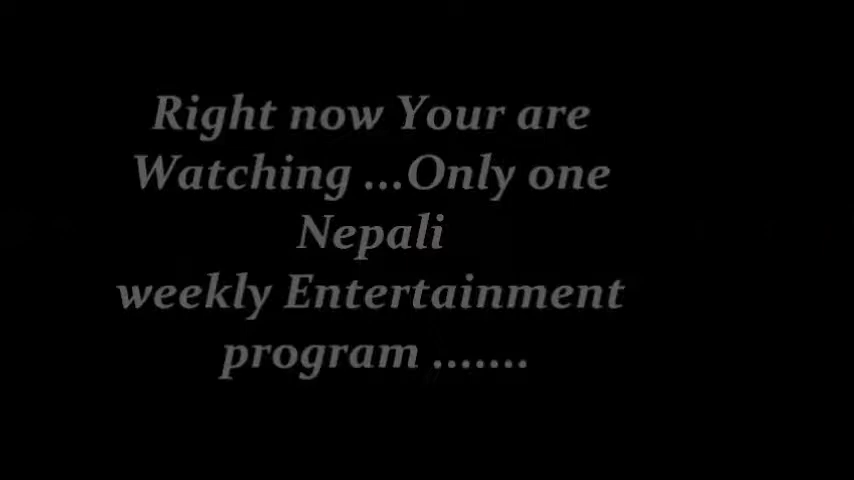 Right now Your are
Watching ...Only one
Nepali
weekly Entertainment
program .......